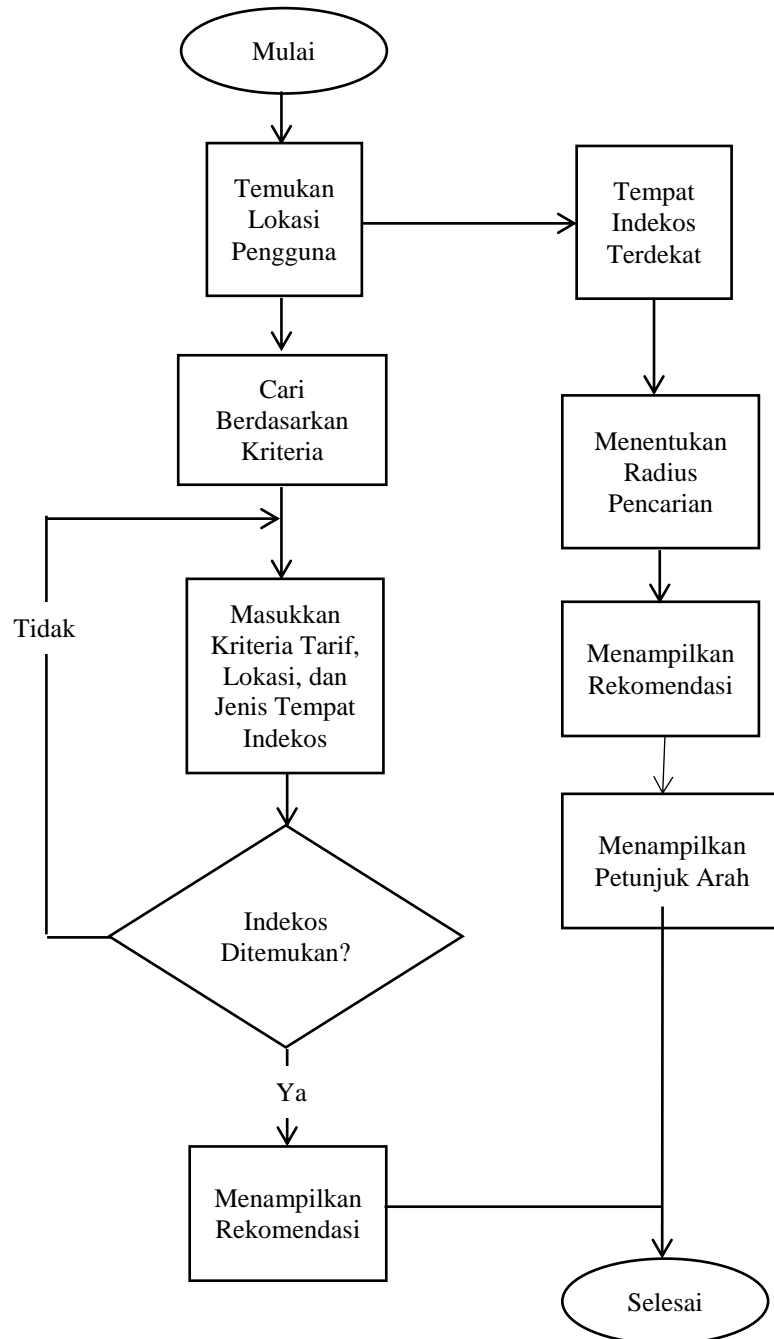 Mulai
Temukan
Lokasi
Pengguna
Tempat
Indekos
Terdekat
Cari
Berdasarkan
Kriteria
Menentukan
Radius
Pencarian
Tidak
Masukkan
Kriteria Tarif,
Lokasi, dan
Jenis Tempat
Indekos
Menampilkan
Rekomendasi
Menampilkan
Petunjuk Arah
Indekos
Ditemukan?
Ya
Menampilkan
Rekomendasi
Selesai